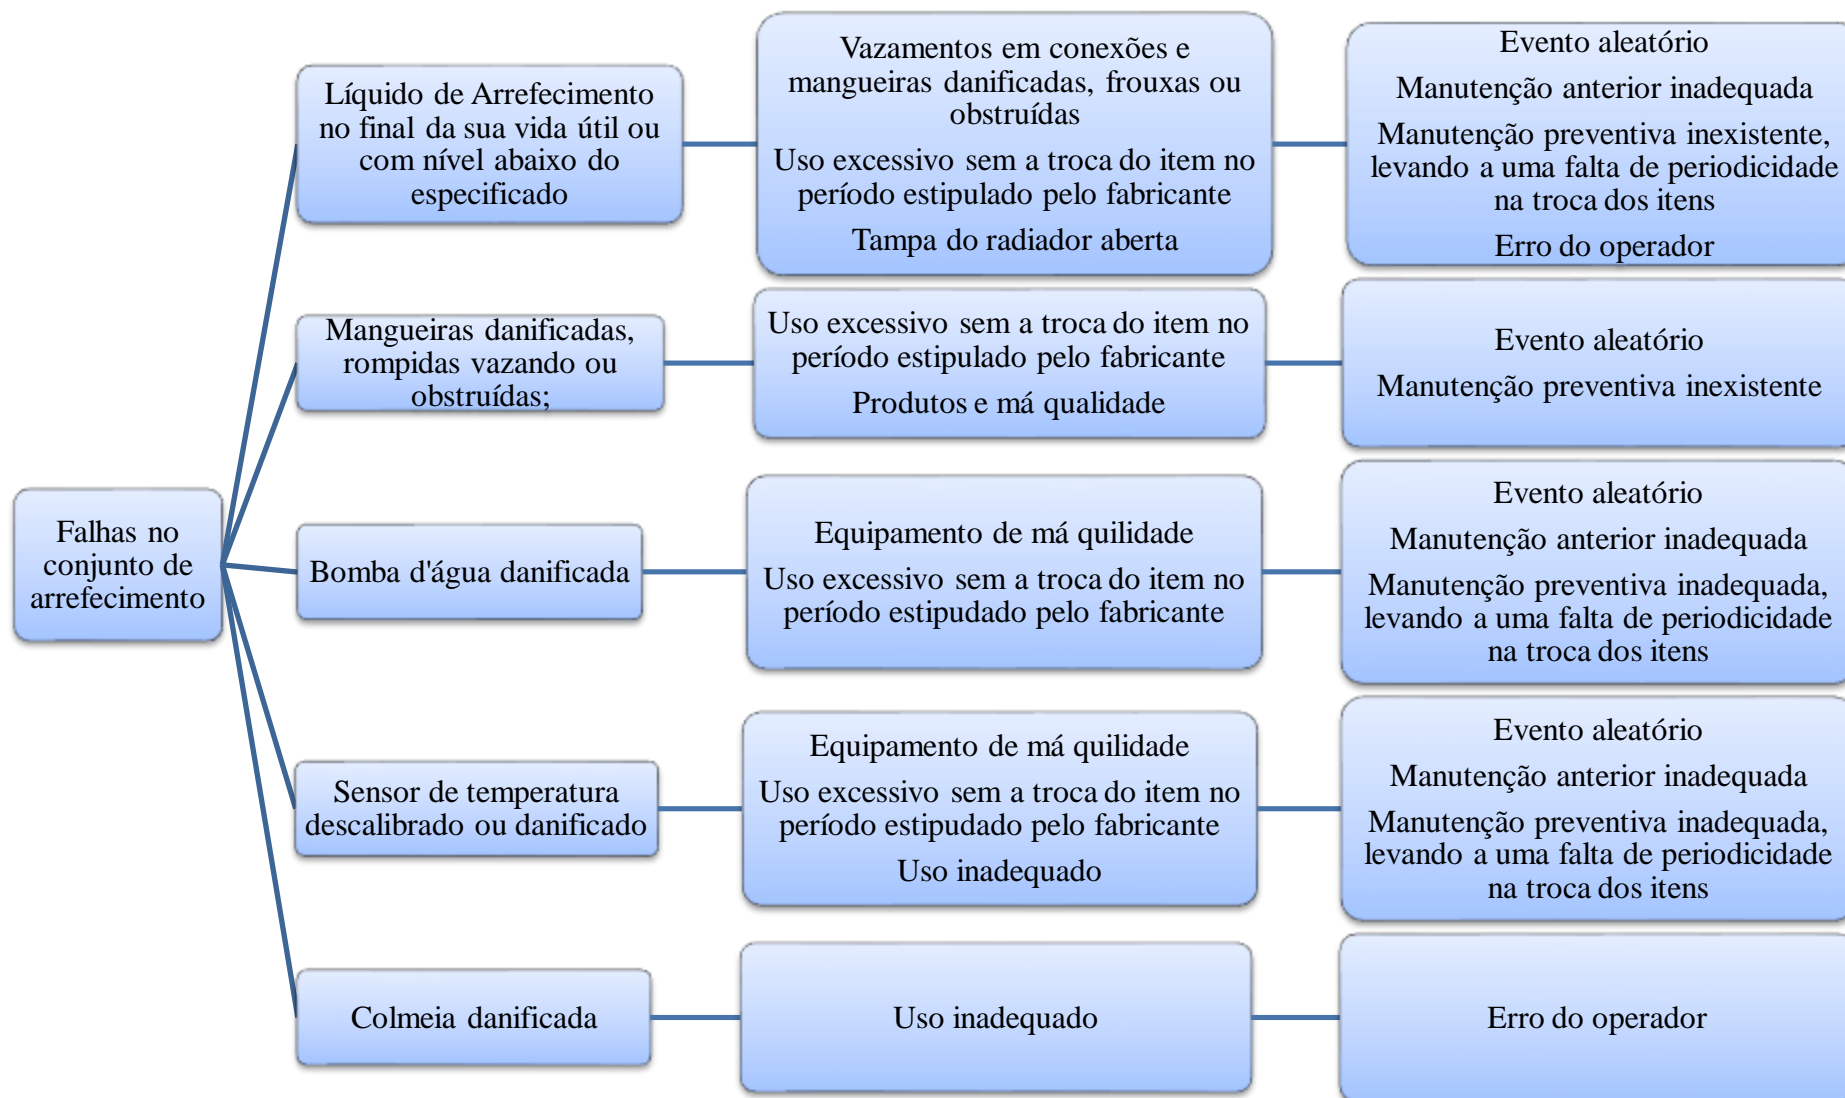 Falhas no
conjunto de
arrefecimento
Líquido de Arrefecimento
no final da sua vida útil ou
com nível abaixo do
especificado
Vazamentos em conexões e
mangueiras danificadas, frouxas ou
obstruídas
Uso excessivo sem a troca do item no
período estipulado pelo fabricante
Tampa do radiador aberta
Evento aleatório
Manutenção anterior inadequada
Manutenção preventiva inexistente,
levando a uma falta de periodicidade
na troca dos itens
Erro do operador
Mangueiras danificadas,
rompidas vazando ou
obstruídas;
Uso excessivo sem a troca do item no
período estipulado pelo fabricante
Produtos e má qualidade
Evento aleatório
Manutenção preventiva inexistente
Bomba d'água danificada
Equipamento de má quilidade
Uso excessivo sem a troca do item no
período estipudado pelo fabricante
Evento aleatório
Manutenção anterior inadequada
Manutenção preventiva inadequada,
levando a uma falta de periodicidade
na troca dos itens
Sensor de temperatura
descalibrado ou danificado
Equipamento de má quilidade
Uso excessivo sem a troca do item no
período estipudado pelo fabricante
Uso inadequado
Evento aleatório
Manutenção anterior inadequada
Manutenção preventiva inadequada,
levando a uma falta de periodicidade
na troca dos itens
Colmeia danificada
Uso inadequado
Erro do operador